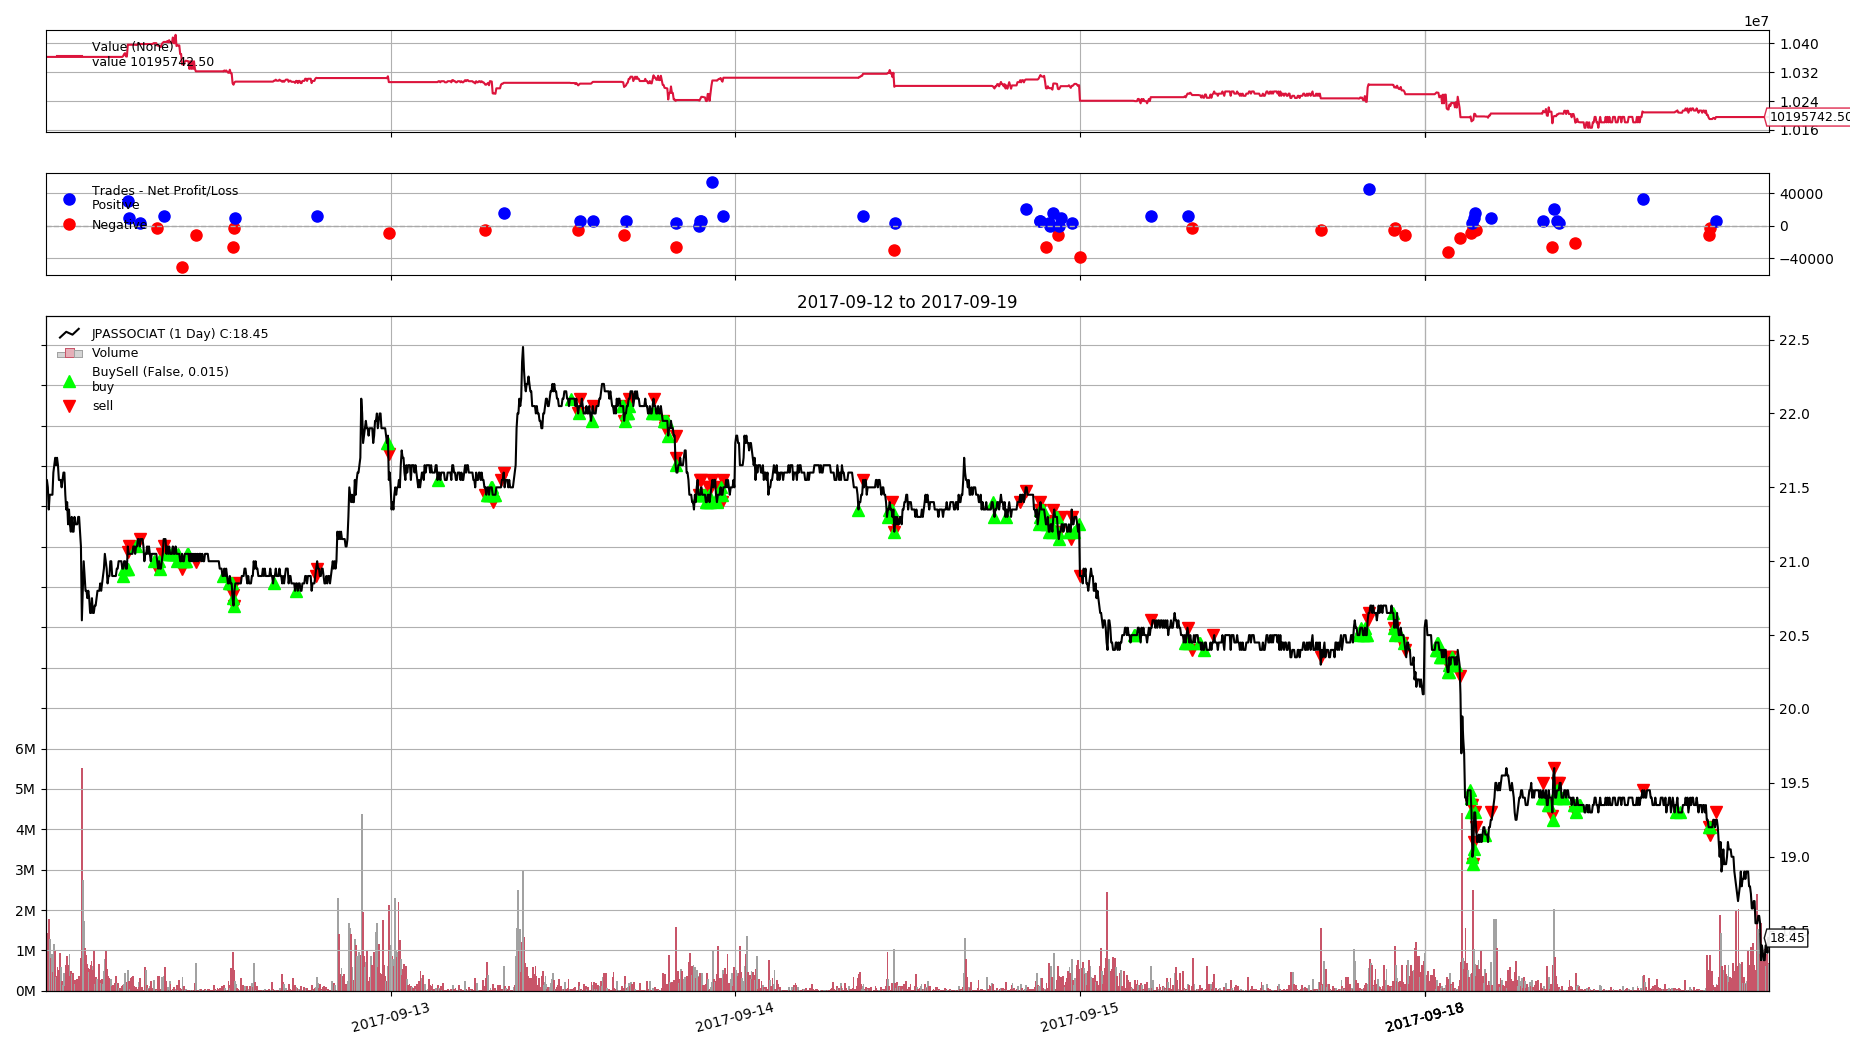 1e7
Value (None)
value 10195742.50
1.040
1.032
1.024
10195742.50
1.016
Trades - Net Profit/Loss
Positive
Negative
40000
0
−40000
2017-09-12 to 2017-09-19
JPASSOCIAT (1 Day) C:18.45
Volume
BuySell (False, 0.015)
buy
sell
22.5
22.0
21.5
21.0
20.5
20.0
19.5
19.0
18.45
6M
5M
4M
3M
2M
1M
0M
2017-09-13
2017-09-14
2017-09-15
2017-09-18